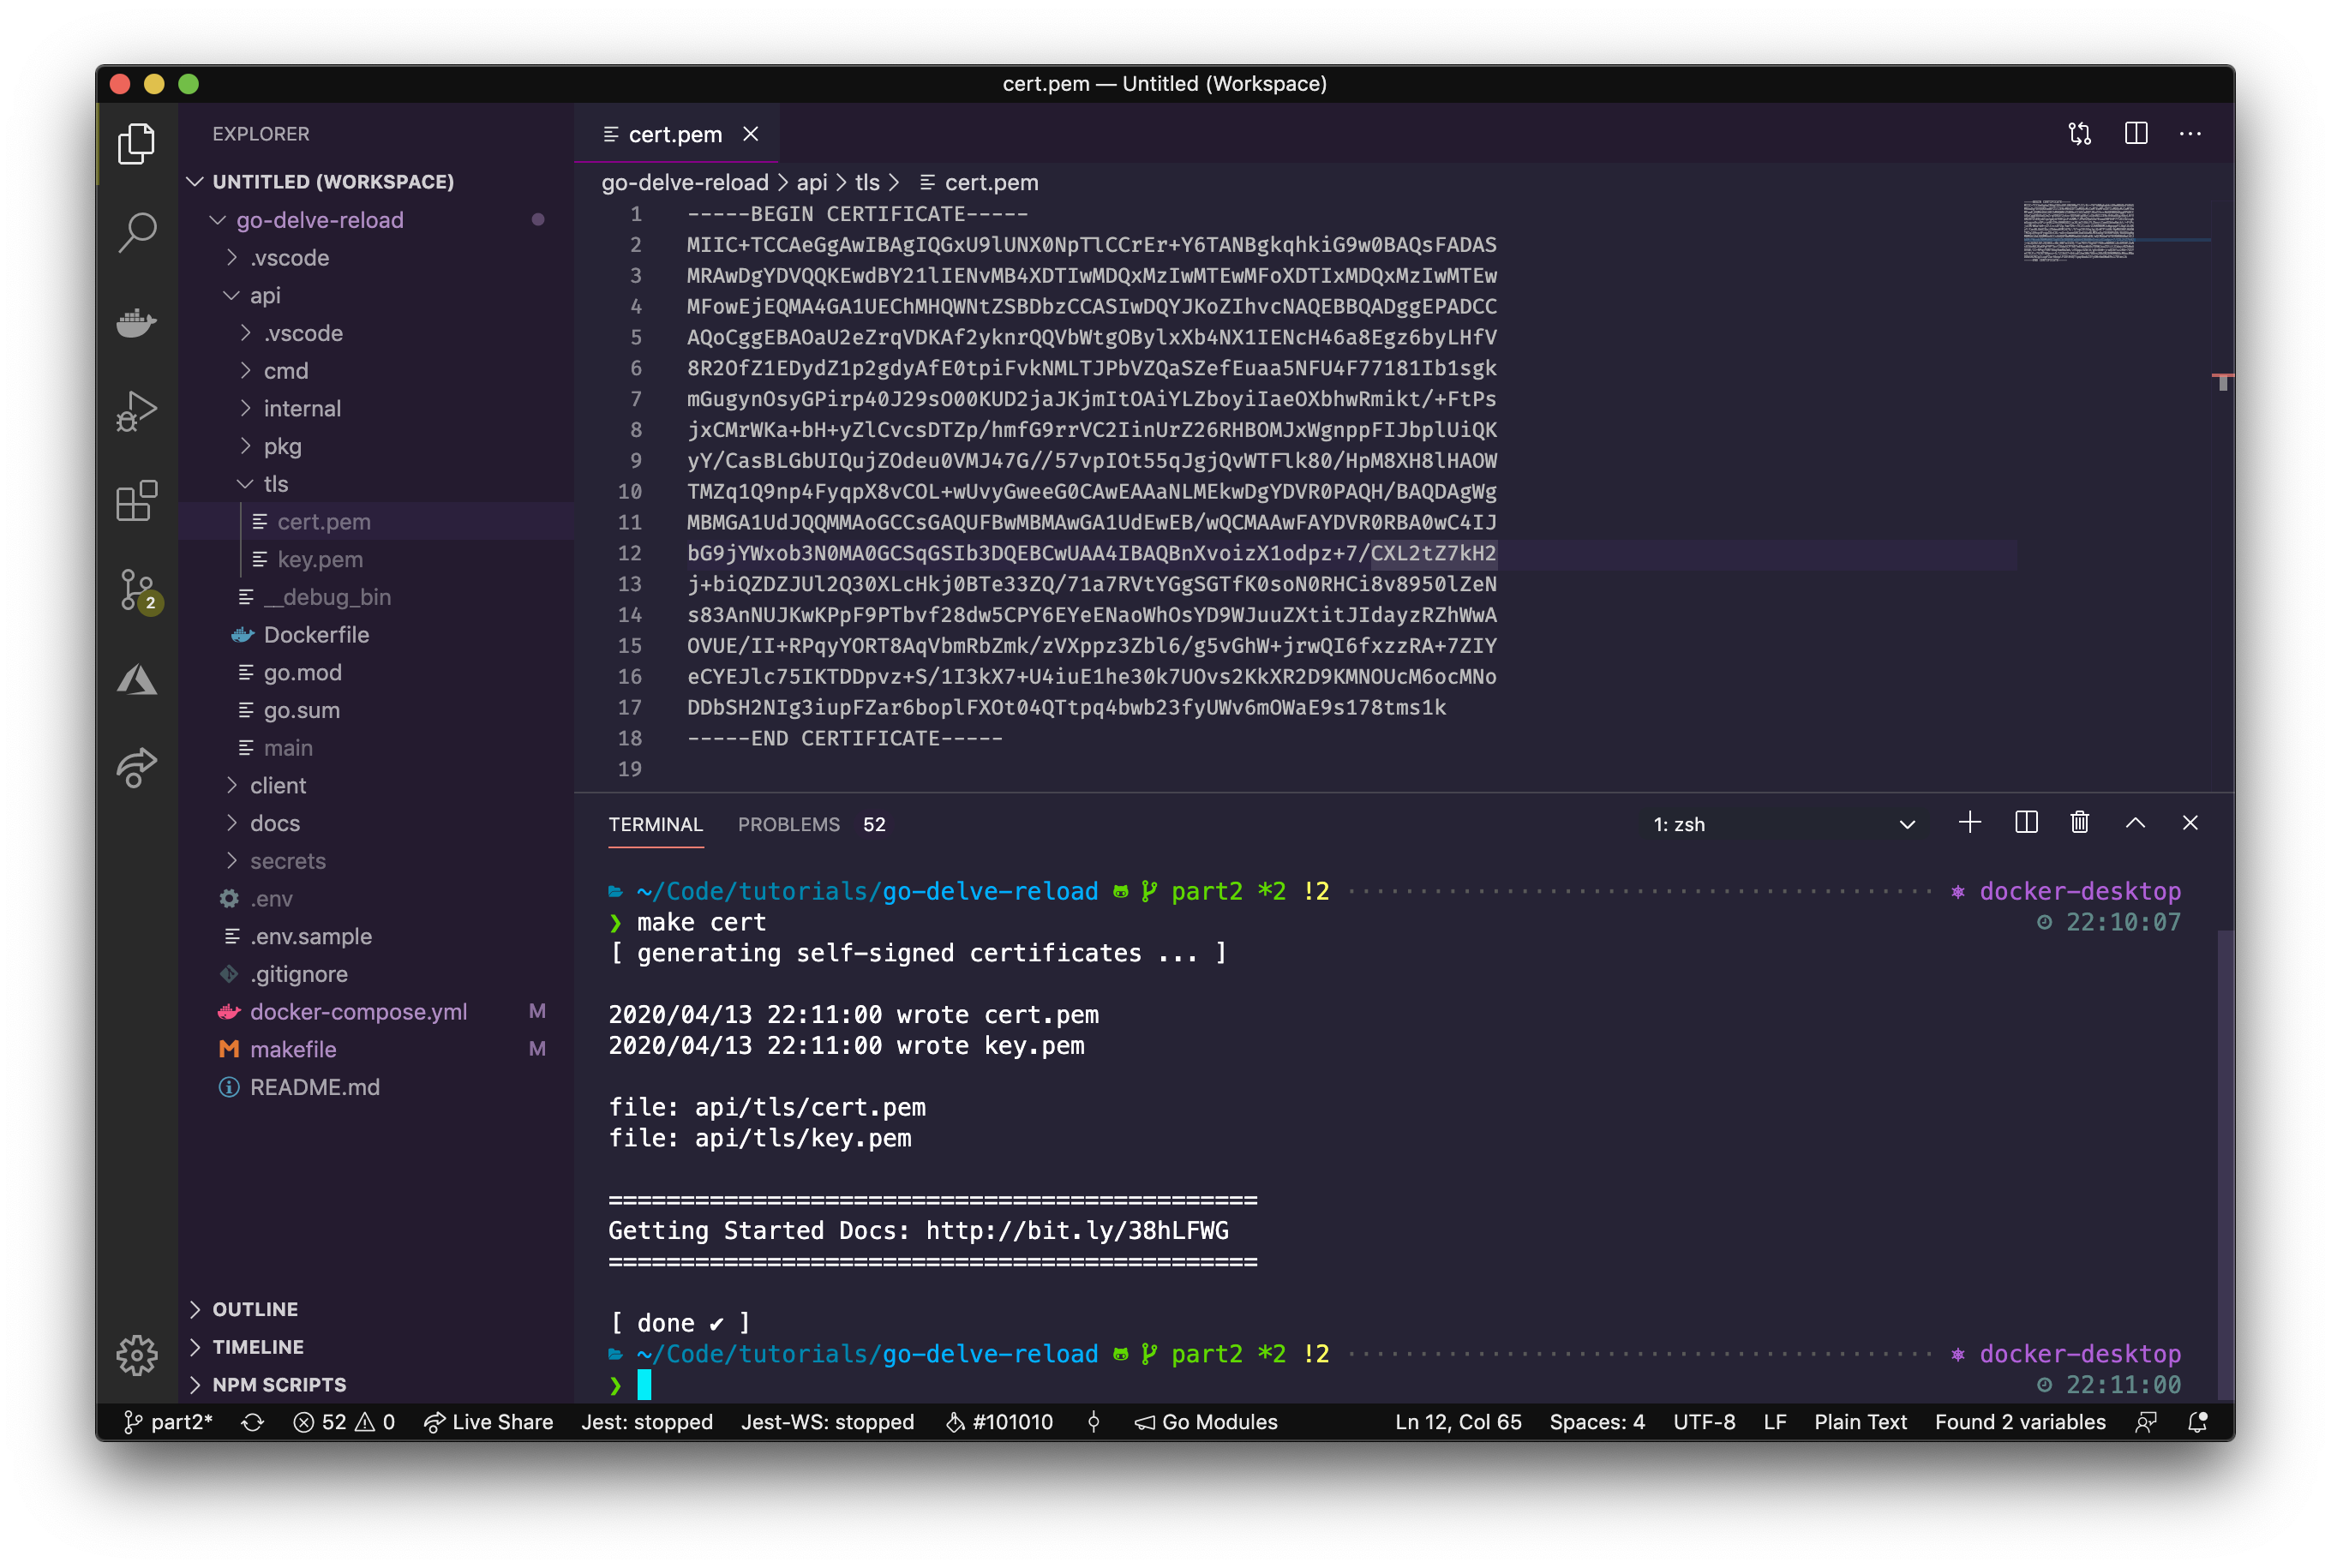 cert.pem — Untitled (Workspace)
EXPLORER
UNTITLED (WORKSPACE)
go-delve-reload
.vscode
api
.vscode
cmd
internal
pkg
tls
cert.pem
key.pem
__debug_bin
Dockerfile
go.mod
go.sum
main
client
docs
secrets
.env
.env.sample
.gitignore
docker-compose.yml M
makefile M
README.md
OUTLINE
TIMELINE
NPM SCRIPTS
2
cert.pem
go-delve-reload > api > tls > cert.pem
1 -----BEGIN CERTIFICATE-----
2 MIIC+TCCAeGgAwIBAgIQGxU9lUNX0NpTlCCrEr+Y6TANBgkqhkiG9w0BAQsFADAS
3 MRAwDgYDVQQKEwdBY21lIENvMB4XDTIwMDQxMzIwMTEwMFoXDTIxMDQxMzIwMTEw
4 MFowEjEQMA4GA1UEChMHQWNtZSBDbzCCASIwDQYJKoZIhvcNAQEBBQADggEPADCC
5 AQoCggEBAOaU2eZrqVDKAf2yknrQQVbWtgOBylxXb4NX1IENcH46a8Egz6byLHfV
6 8R2OfZ1EDydZ1p2gdyAfE0tpiFvkNMLTJPbVZQaSZefEuaa5NFU4F77181Ib1sgk
7 mGugynOsyGPirp40J29sO00KUD2jaJKjmItOAiYLZboyiIaeOXbhwRmikt/+FtPs
8 jxCMrWKa+bH+yZlCvcsDTZp/hmfG9rrVC2IinUrZ26RHBOMJxWgnppFIJbplUiQK
9 yY/CasBLGbUIQujZOdeu0VMJ47G//57vpIOt55qJgjQvWTFlk80/HpM8XH8lHAOW
10 TMZq1Q9np4FyqpX8vCOL+wUvyGweeG0CAwEAAaNLMEkwDgYDVR0PAQH/BAQDAgWg
11 MBMGA1UdJQQMMAoGCCsGAQUFBwMBMAwGA1UdEwEB/wQCMAAwFAYDVR0RBA0wC4IJ
12 bG9jYWxob3N0MA0GCSqGSIb3DQEBCwUAA4IBAQBnXvoizX1odpz+7/CXL2tZ7kH2
13 j+biQZDZJUl2Q30XLcHkj0BTe33ZQ/71a7RVtYGgSGTfK0soN0RHCi8v8950lZeN
14 s83AnNUJKwKPpF9PTbvf28dw5CPY6EYeENaoWhOsYD9WJuuZXtitJIdayzRZhWwA
15 OVUE/II+RPqyYORT8AqVbmRbZmk/zVXppz3Zbl6/g5vGhW+jrwQI6fxzzRA+7ZIY
16 eCYEJlc75IKTDDpvz+S/1I3kX7+U4iuE1he30k7UOvs2KkXR2D9KMNOUcM6ocMNo
17 DDbSH2NIg3iupFZar6boplFXOt04QTtpq4bwb23fyUWv6mOWaE9s178tms1k
18 -----END CERTIFICATE-----
19
TERMINAL PROBLEMS 52 1: zsh
~/Code/tutorials/go-delve-reload part2 *2 !2 docker-desktop
❯ make cert 22:10:07
[ generating self-signed certificates ... ]
2020/04/13 22:11:00 wrote cert.pem
2020/04/13 22:11:00 wrote key.pem
file: api/tls/cert.pem
file: api/tls/key.pem
=============================================
Getting Started Docs: http://bit.ly/38hLFWG
=============================================
[ done ✔ ]
~/Code/tutorials/go-delve-reload part2 *2 !2 docker-desktop
❯ 22:11:00
part2* 52 0 Live Share Jest: stopped Jest-WS: stopped #101010 Go Modules Ln 12, Col 65 Spaces: 4 UTF-8 LF Plain Text Found 2 variables